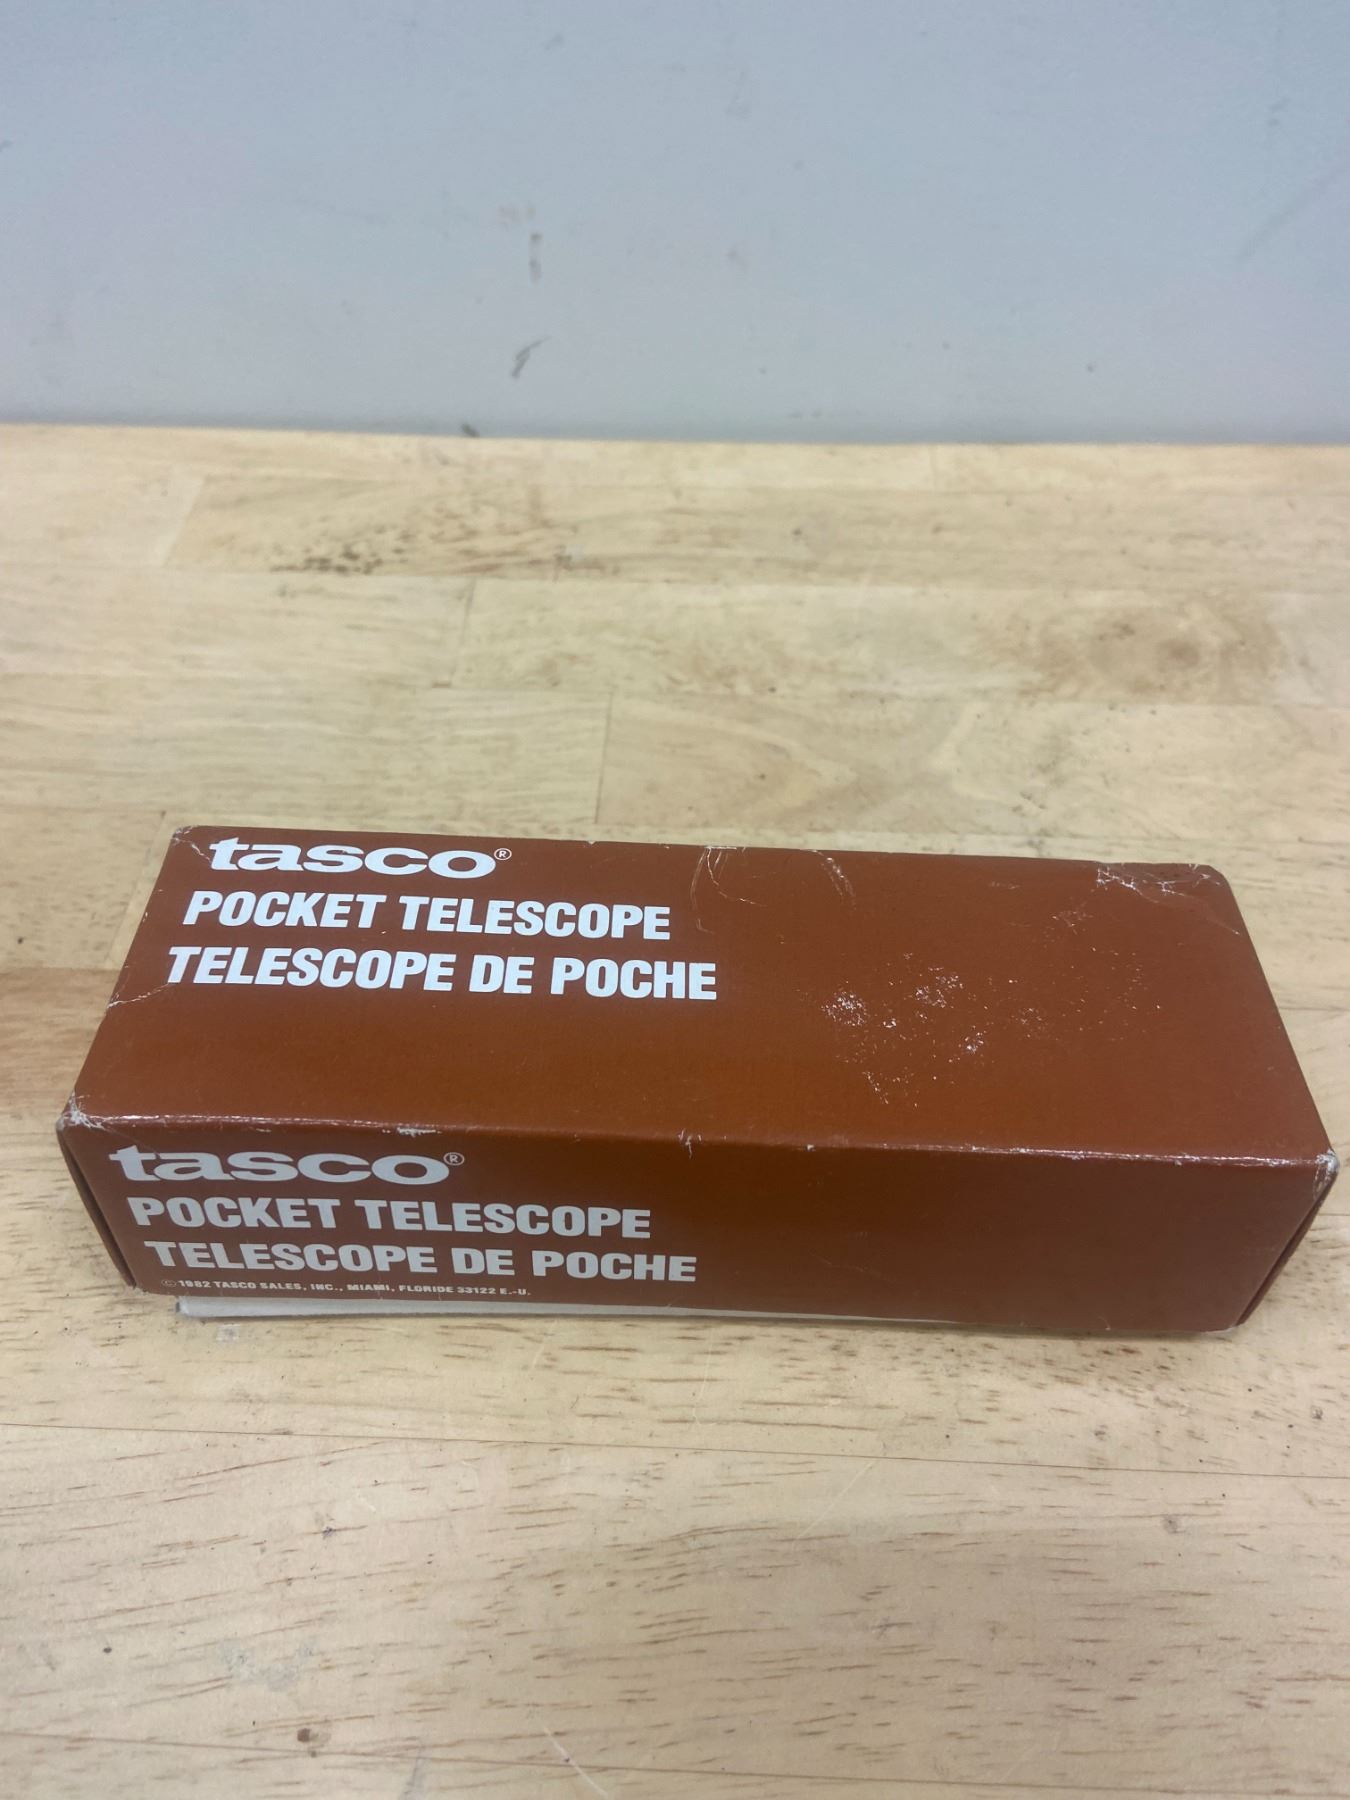 tasco®
POCKET TELESCOPE
TELESCOPE DE POCHE
tasco®
POCKET TELESCOPE
TELESCOPE DE POCHE
© 1982 TASCO SALES, INC., MIAMI, FLORIDE 33122 E.-U.